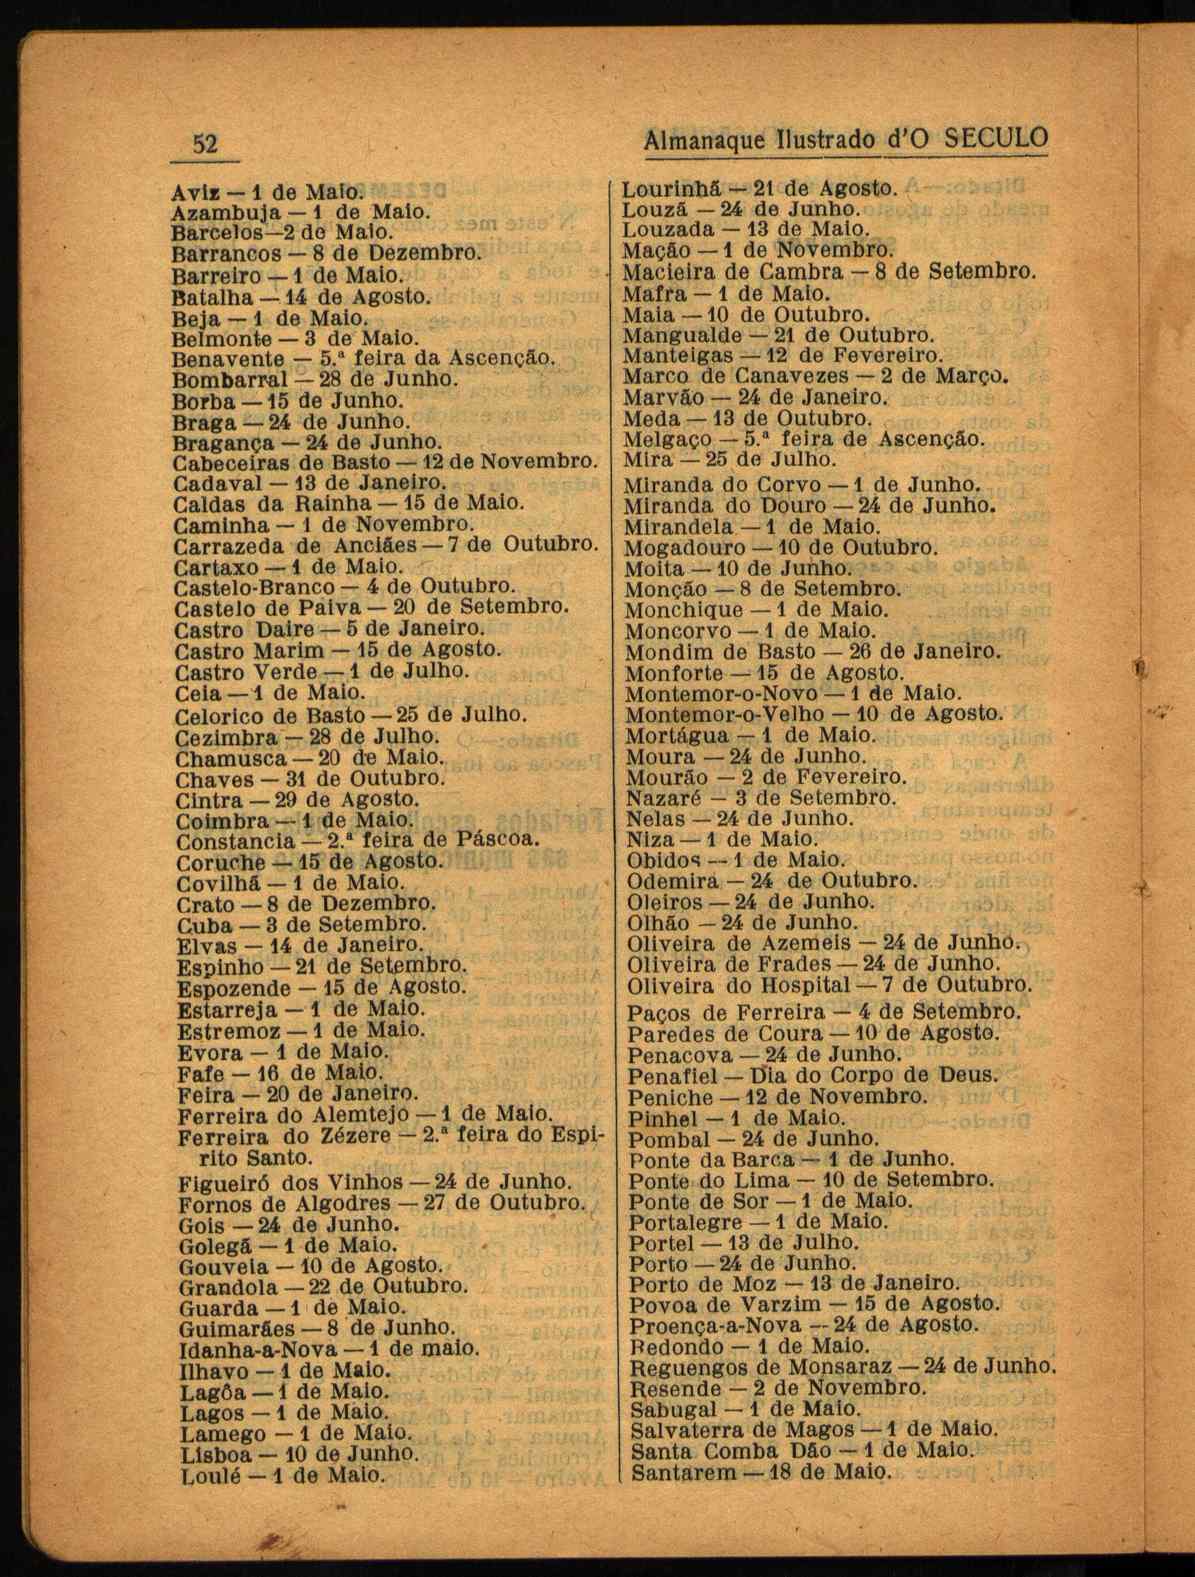 52
Almanaque Ilustrado d'O SECULO
Aviz — 1 de Maio.
Azambuja — 1 de Maio.
Barcelos—2 de Maio.
Barrancos — 8 de Dezembro.
Barreiro — 1 de Maio.
Batalha — 14 de Agosto.
Beja — 1 de Maio.
Belmonte — 3 de Maio.
Benavente — 5.ª feira da Ascenção.
Bombarral — 28 de Junho.
Borba — 15 de Junho.
Braga — 24 de Junho.
Bragança — 24 de Junho.
Cabeceiras de Basto — 12 de Novembro.
Cadaval — 13 de Janeiro.
Caldas da Rainha — 15 de Maio.
Caminha — 1 de Novembro.
Carrazeda de Anciães — 7 de Outubro.
Cartaxo — 1 de Maio.
Castelo-Branco — 4 de Outubro.
Castelo de Paiva — 20 de Setembro.
Castro Daire — 5 de Janeiro.
Castro Marim — 15 de Agosto.
Castro Verde — 1 de Julho.
Ceia — 1 de Maio.
Celorico de Basto — 25 de Julho.
Cezimbra — 28 de Julho.
Chamusca — 20 de Maio.
Chaves — 31 de Outubro.
Cintra — 29 de Agosto.
Coimbra — 1 de Maio.
Constancia — 2.ª feira de Páscoa.
Coruche — 15 de Agosto.
Covilhã — 1 de Maio.
Crato — 8 de Dezembro.
Cuba — 3 de Setembro.
Elvas — 14 de Janeiro.
Espinho — 21 de Setembro.
Espozende — 15 de Agosto.
Estarreja — 1 de Maio.
Estremoz — 1 de Maio.
Evora — 1 de Maio.
Fafe — 16 de Maio.
Feira — 20 de Janeiro.
Ferreira do Alemtejo — 1 de Maio.
Ferreira do Zézere — 2.ª feira do Espi-
rito Santo.
Figueiró dos Vinhos — 24 de Junho.
Fornos de Algodres — 27 de Outubro.
Gois — 24 de Junho.
Golegã — 1 de Maio.
Gouveia — 10 de Agosto.
Grandola — 22 de Outubro.
Guarda — 1 de Maio.
Guimarães — 8 de Junho.
Idanha-a-Nova — 1 de maio.
Ilhavo — 1 de Maio.
Lagôa — 1 de Maio.
Lagos — 1 de Maio.
Lamego — 1 de Maio.
Lisboa — 10 de Junho.
Loulé — 1 de Maio.
Lourinhã — 21 de Agosto.
Louzã — 24 de Junho.
Louzada — 13 de Maio.
Mação — 1 de Novembro.
Macieira de Cambra — 8 de Setembro.
Mafra — 1 de Maio.
Maia — 10 de Outubro.
Mangualde — 21 de Outubro.
Manteigas — 12 de Fevereiro.
Marco de Canavezes — 2 de Março.
Marvão — 24 de Janeiro.
Meda — 13 de Outubro.
Melgaço — 5.ª feira de Ascenção.
Mira — 25 de Julho.
Miranda do Corvo — 1 de Junho.
Miranda do Douro — 24 de Junho.
Mirandela — 1 de Maio.
Mogadouro — 10 de Outubro.
Moita — 10 de Junho.
Monção — 8 de Setembro.
Monchique — 1 de Maio.
Moncorvo — 1 de Maio.
Mondim de Basto — 26 de Janeiro.
Monforte — 15 de Agosto.
Montemor-o-Novo — 1 de Maio.
Montemor-o-Velho — 10 de Agosto.
Mortágua — 1 de Maio.
Moura — 24 de Junho.
Mourão — 2 de Fevereiro.
Nazaré — 3 de Setembro.
Nelas — 24 de Junho.
Niza — 1 de Maio.
Obidos — 1 de Maio.
Odemira — 24 de Outubro.
Oleiros — 24 de Junho.
Olhão — 24 de Junho.
Oliveira de Azemeis — 24 de Junho.
Oliveira de Frades — 24 de Junho.
Oliveira do Hospital — 7 de Outubro.
Paços de Ferreira — 4 de Setembro.
Paredes de Coura — 10 de Agosto.
Penacova — 24 de Junho.
Penafiel — Dia do Corpo de Deus.
Peniche — 12 de Novembro.
Pinhel — 1 de Maio.
Pombal — 24 de Junho.
Ponte da Barca — 1 de Junho.
Ponte do Lima — 10 de Setembro.
Ponte de Sor — 1 de Maio.
Portalegre — 1 de Maio.
Portel — 13 de Julho.
Porto — 24 de Junho.
Porto de Moz — 13 de Janeiro.
Povoa de Varzim — 15 de Agosto.
Proença-a-Nova — 24 de Agosto.
Redondo — 1 de Maio.
Reguengos de Monsaraz — 24 de Junho.
Resende — 2 de Novembro.
Sabugal — 1 de Maio.
Salvaterra de Magos — 1 de Maio.
Santa Comba Dão — 1 de Maio.
Santarem — 18 de Maio.